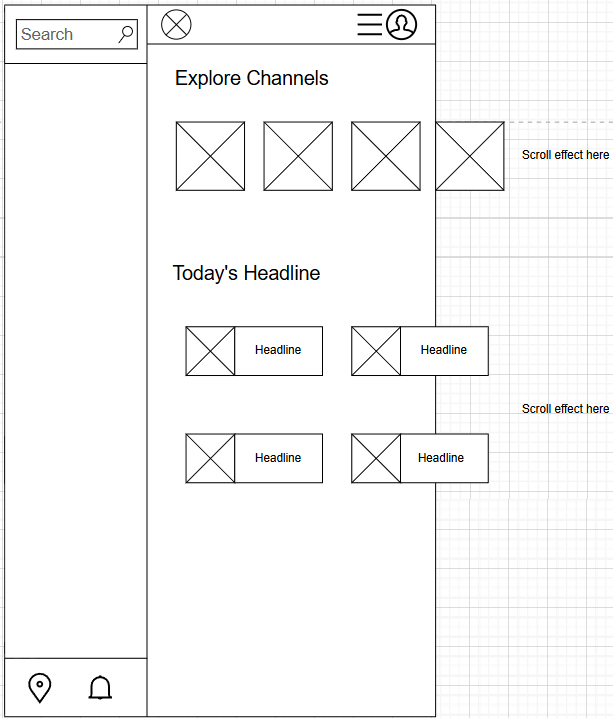 Search
Explore Channels
Scroll effect here
Today's Headline
Headline
Headline
Scroll effect here
Headline
Headline